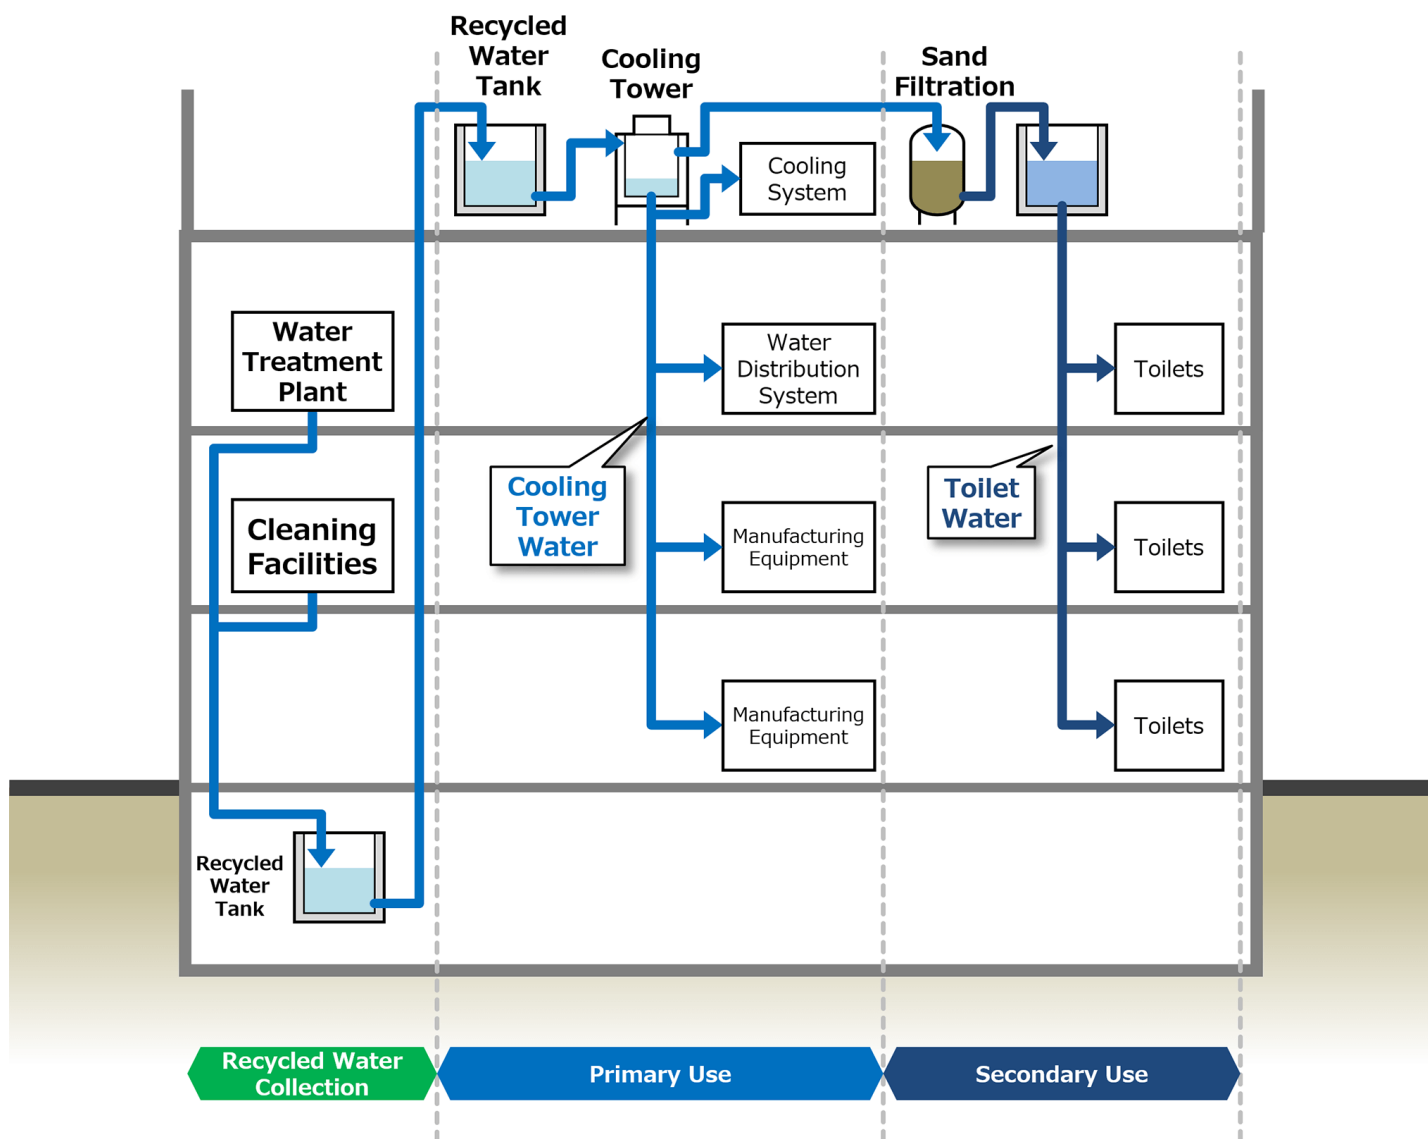 Recycled
Water
Tank
Cooling
Tower
Sand
Filtration
Cooling
System
Water
Treatment
Plant
Water
Distribution
System
Toilets
Cooling
Tower
Water
Toilet
Water
Cleaning
Facilities
Manufacturing
Equipment
Toilets
Manufacturing
Equipment
Toilets
Recycled
Water
Tank
Recycled Water
Collection
Primary Use
Secondary Use